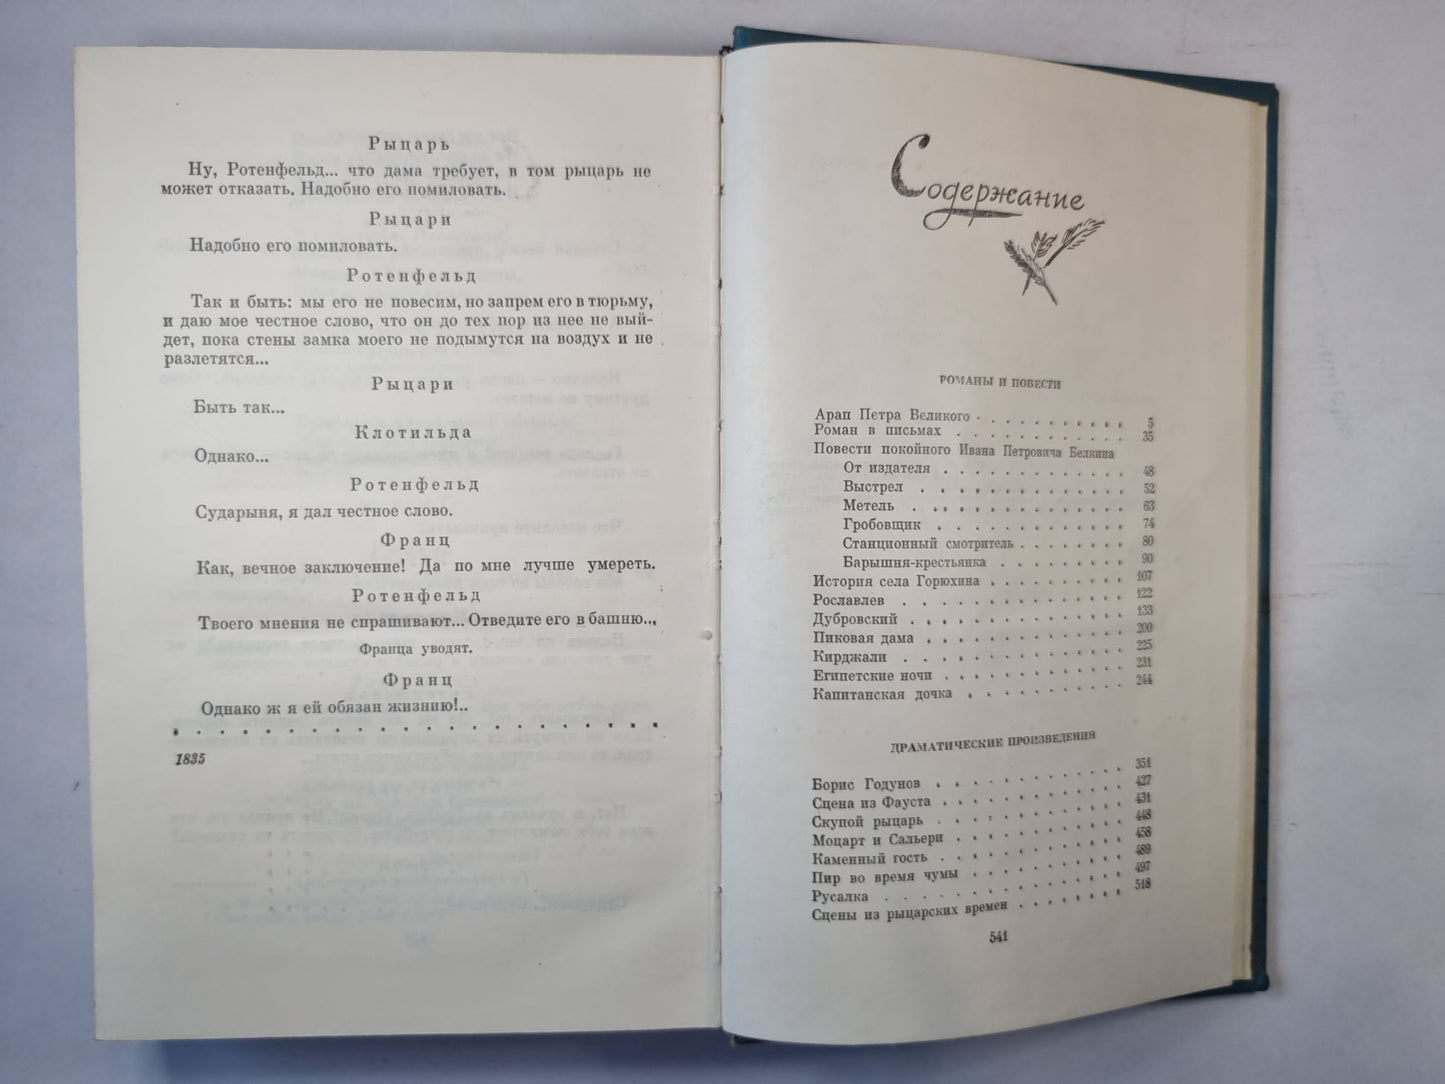 Рыцарь
Ну, Ротенфельд... что дама требует, в том рыцарь не
может отказать. Надобно его помиловать.
Рыцари
Надобно его помиловать.
Ротенфельд
Так и быть: мы его не повесим, но запрем его в тюрьму,
и даю мое честное слово, что он до тех пор из нее не вый-
дет, пока стены замка моего не подымутся на воздух и не
разлетятся...
Рыцари
Быть так...
Клотильда
Однако...
Ротенфельд
Сударыня, я дал честное слово.
Франц
Как, вечное заключение! Да по мне лучше умереть.
Ротенфельд
Твоего мнения не спрашивают... Отведите его в башню...
Франца уводят.
Франц
Однако ж я ей обязан жизнию!..
1835
Содержание
РОМАНЫ И ПОВЕСТИ
Арап Петра Великого 5
Роман в письмах 35
Повести покойного Ивана Петровича Белкина
От издателя 48
Выстрел 52
Метель 63
Гробовщик 74
Станционный смотритель 80
Барышня-крестьянка 90
История села Горюхина 107
Рославлев 122
Дубровский 133
Пиковая дама 200
Кирджали 225
Египетские ночи 231
Капитанская дочка 244
ДРАМАТИЧЕСКИЕ ПРОИЗВЕДЕНИЯ
Борис Годунов 351
Сцена из Фауста 427
Скупой рыцарь 431
Моцарт и Сальери 448
Каменный гость 458
Пир во время чумы 489
Русалка 497
Сцены из рыцарских времен 518
541